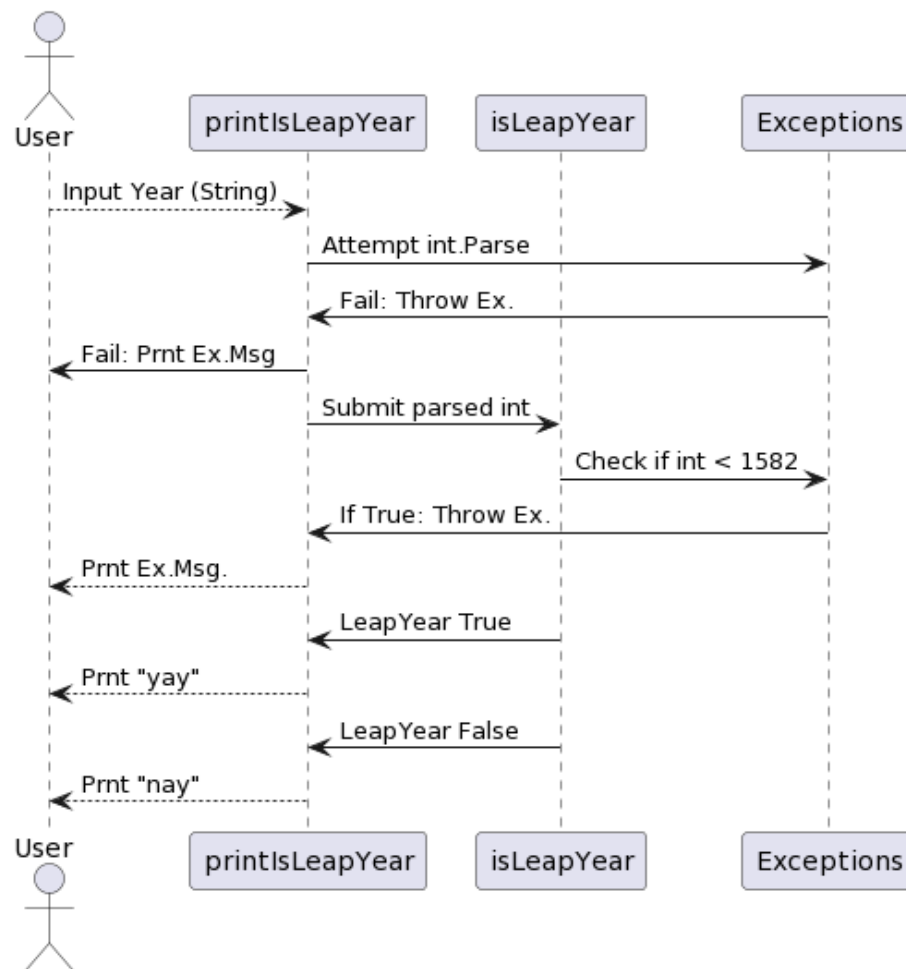 User
printIsLeapYear
isLeapYear
Exceptions
Input Year (String)
Attempt int.Parse
Fail: Throw Ex.
Fail: Prnt Ex.Msg
Submit parsed int
Check if int < 1582
If True: Throw Ex.
Prnt Ex.Msg.
LeapYear True
Prnt "yay"
LeapYear False
Prnt "nay"
User
printIsLeapYear
isLeapYear
Exceptions